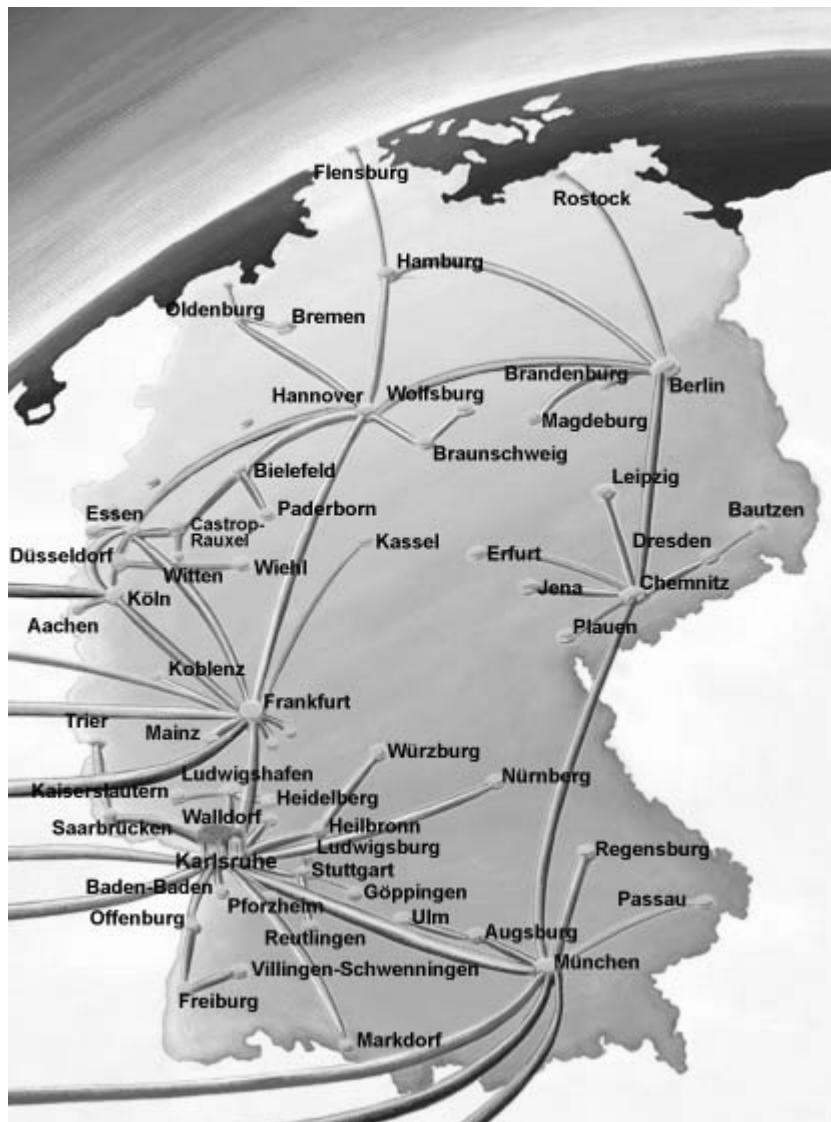 Flensburg
Rostock
Hamburg
Oldenburg
Bremen
Hannover
Wolfsburg
Brandenburg
Berlin
Magdeburg
Braunschweig
Bielefeld
Leipzig
Paderborn
Bautzen
Essen
Castrop-
Rauxel
Kassel
Dresden
Düsseldorf
Erfurt
Witten
Wiehl
Chemnitz
Köln
Jena
Aachen
Plauen
Koblenz
Frankfurt
Trier
Mainz
Würzburg
Ludwigshafen
Nürnberg
Kaiserslautern
Heidelberg
Walldorf
Saarbrücken
Heilbronn
Ludwigsburg
Regensburg
Karlsruhe
Stuttgart
Baden-Baden
Göppingen
Passau
Pforzheim
Offenburg
Ulm
Augsburg
Reutlingen
München
Villingen-Schwenningen
Freiburg
Markdorf